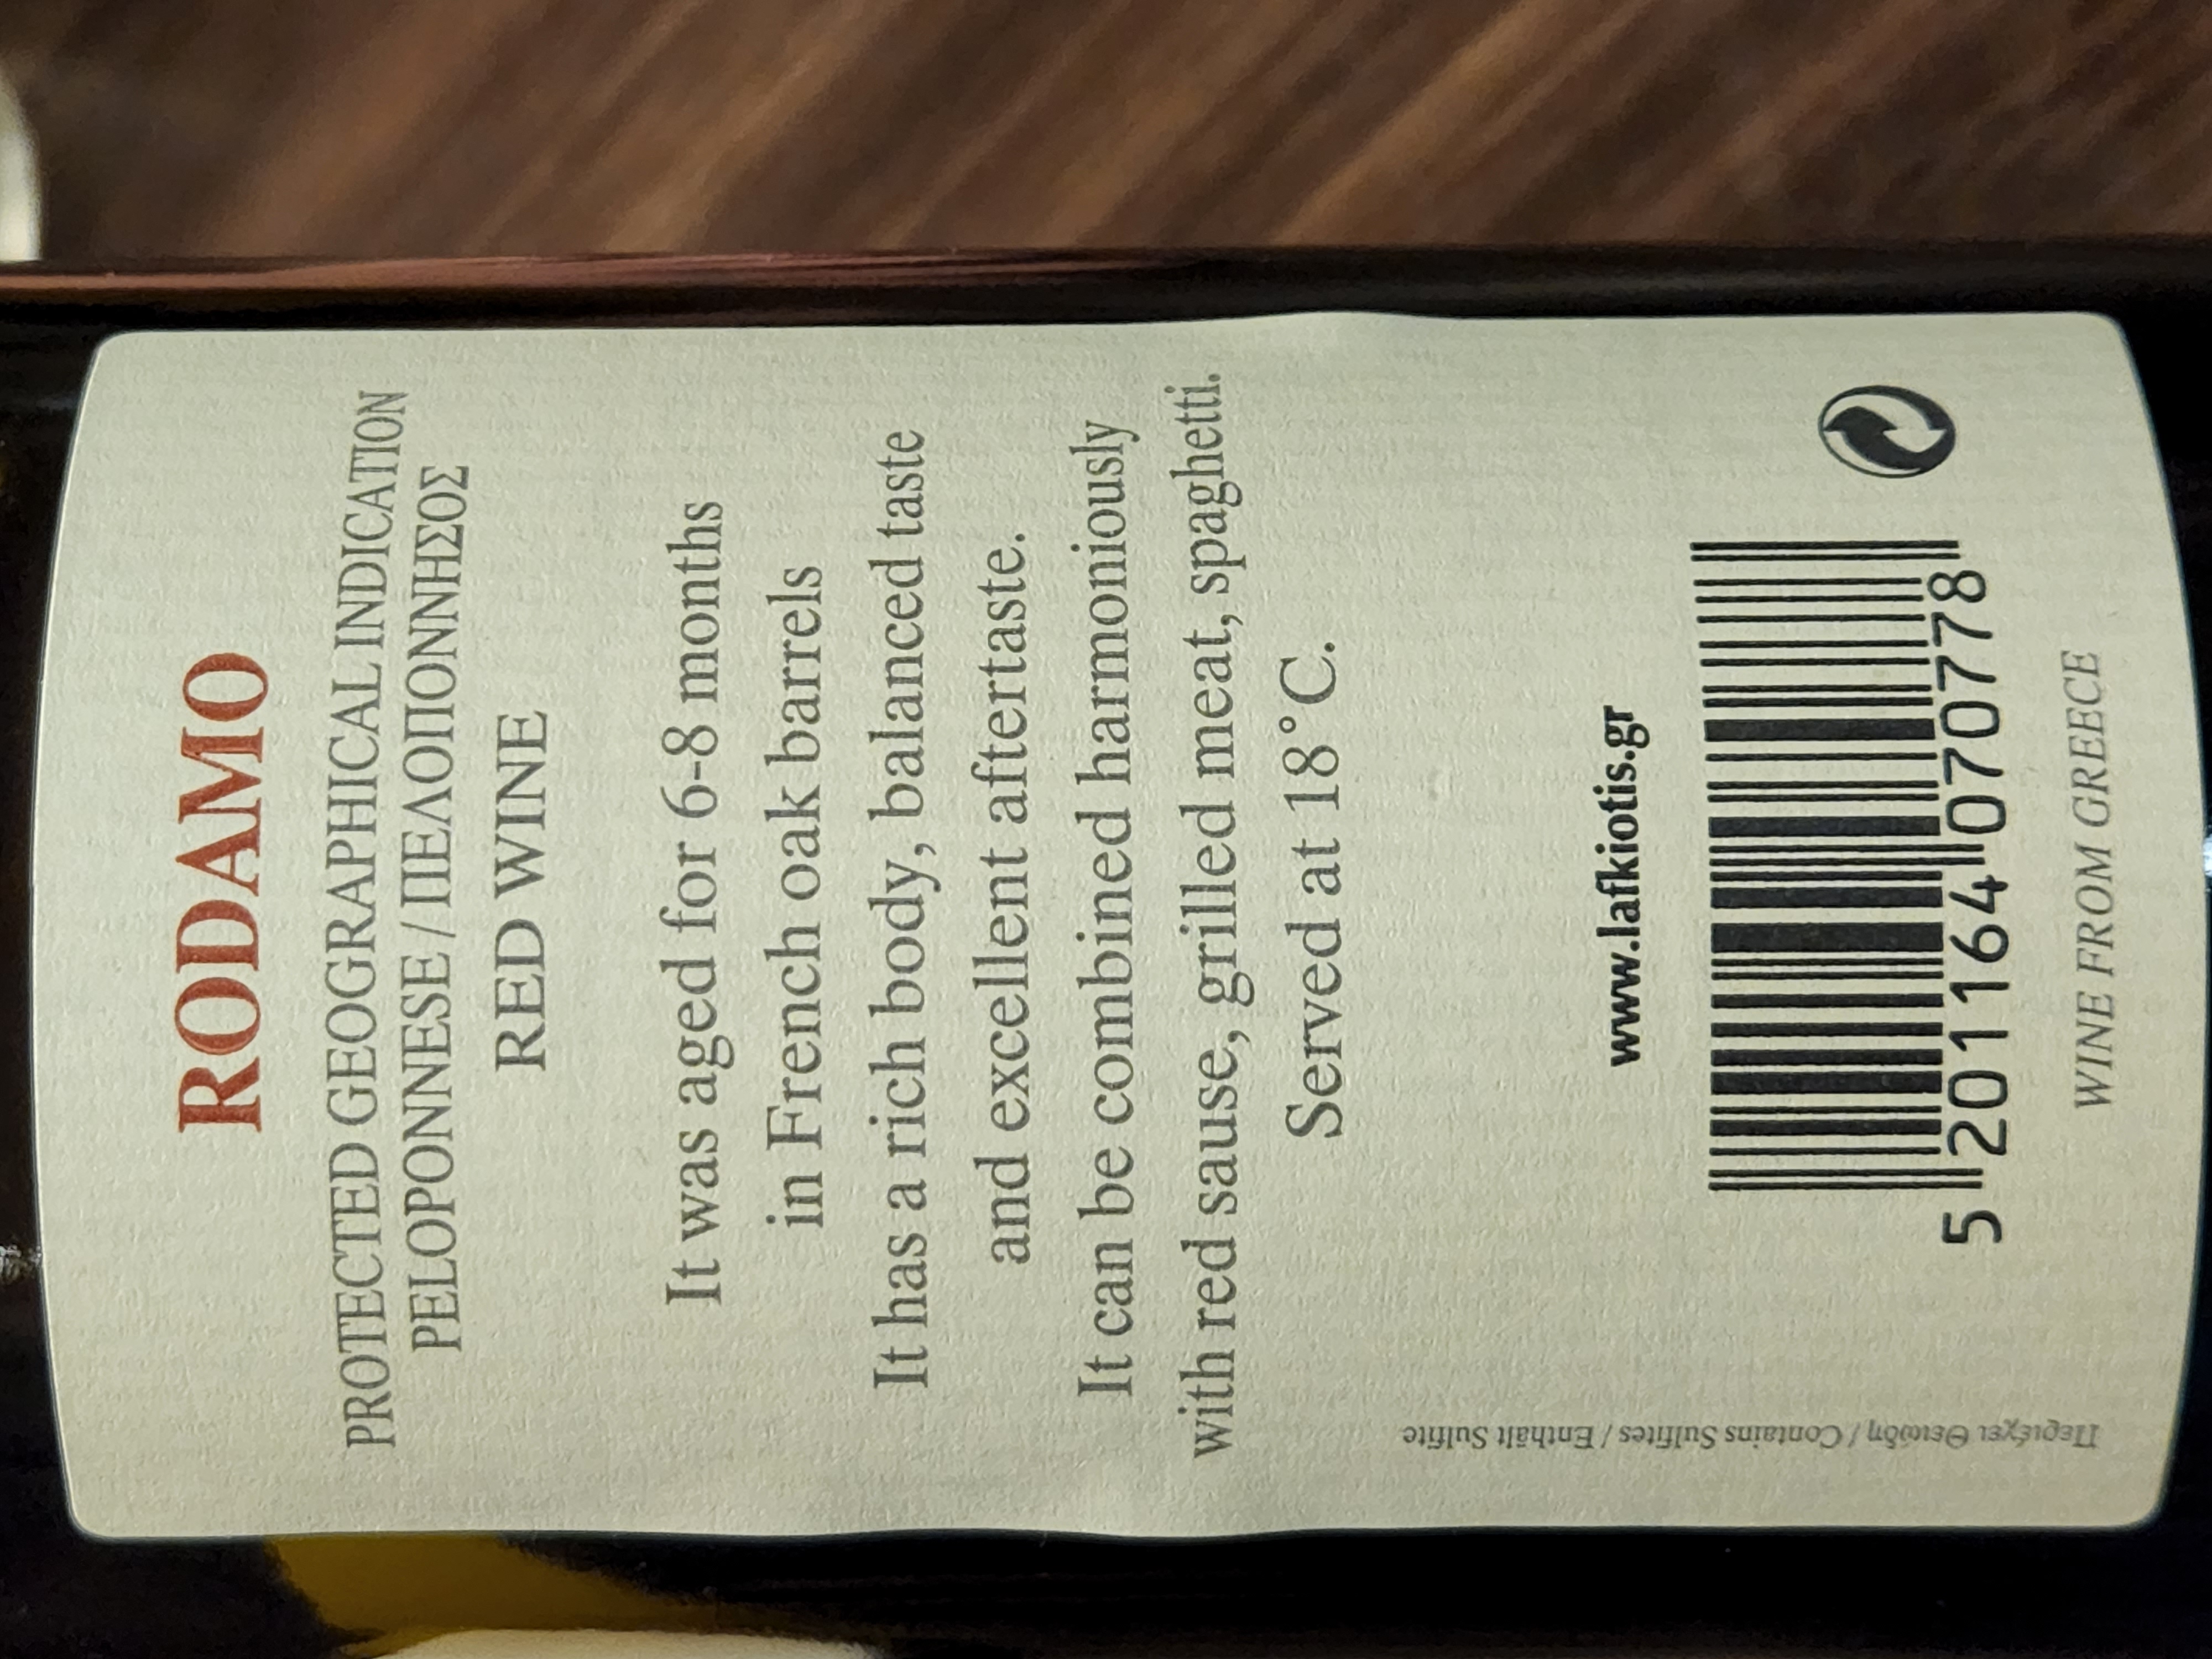 RODAMO
PROTECTED GEOGRAPHICAL INDICATION
PELOPONNESE / ΠΕΛΟΠΟΝΝΗΣΟΣ
RED WINE
It was aged for 6-8 months
in French oak barrels
It has a rich body, balanced taste
and excellent aftertaste.
It can be combined harmoniously
with red sause, grilled meat, spaghetti.
Served at 18°C.
www.lafkiotis.gr
5 201164 070778
WINE FROM GREECE
Περιέχει Θειώδη / Contains Sulfites / Enthält Sulfite